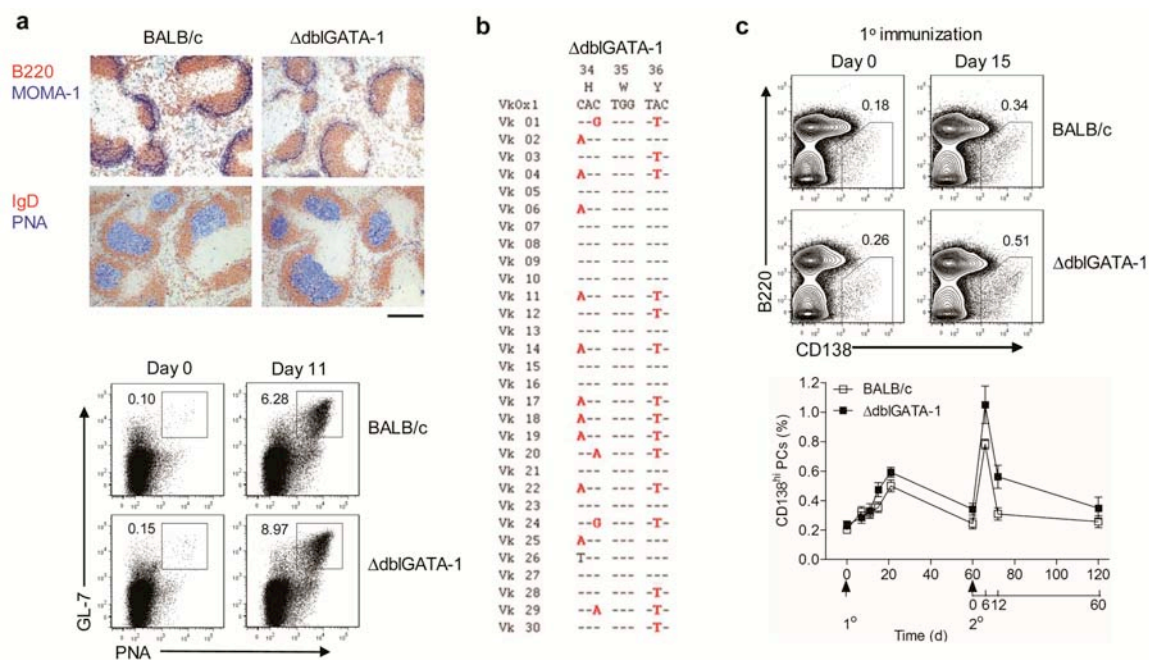 a
BALB/c
ΔdblGATA-1
B220
MOMA-1
IgD
PNA
Day 0
Day 11
0.10
6.28
BALB/c
0.15
8.97
ΔdblGATA-1
GL-7
PNA
b
ΔdblGATA-1
34 35 36
H W Y
VkOx1 CAC TGG TAC
Vk 01 --G --- -T-
Vk 02 A-- --- ---
Vk 03 --- --- -T-
Vk 04 A-- --- -T-
Vk 05 --- --- ---
Vk 06 A-- --- ---
Vk 07 --- --- ---
Vk 08 --- --- ---
Vk 09 --- --- ---
Vk 10 --- --- ---
Vk 11 A-- --- -T-
Vk 12 --- --- -T-
Vk 13 --- --- ---
Vk 14 A-- --- -T-
Vk 15 --- --- ---
Vk 16 --- --- ---
Vk 17 A-- --- -T-
Vk 18 A-- --- -T-
Vk 19 A-- --- -T-
Vk 20 --A --- -T-
Vk 21 --- --- ---
Vk 22 A-- --- -T-
Vk 23 --- --- ---
Vk 24 --G --- -T-
Vk 25 A-- --- ---
Vk 26 T-- --- ---
Vk 27 --- --- ---
Vk 28 --- --- -T-
Vk 29 --A --- -T-
Vk 30 --- --- -T-
c
1° immunization
Day 0
Day 15
0.18
0.34
BALB/c
0.26
0.51
ΔdblGATA-1
B220
CD138
BALB/c
ΔdblGATA-1
CD138hi PCs (%)
1.2
1.0
0.8
0.6
0.4
0.2
0.0
0 20 40 60 80 100 120
0 6 12 60
1° 2°
Time (d)